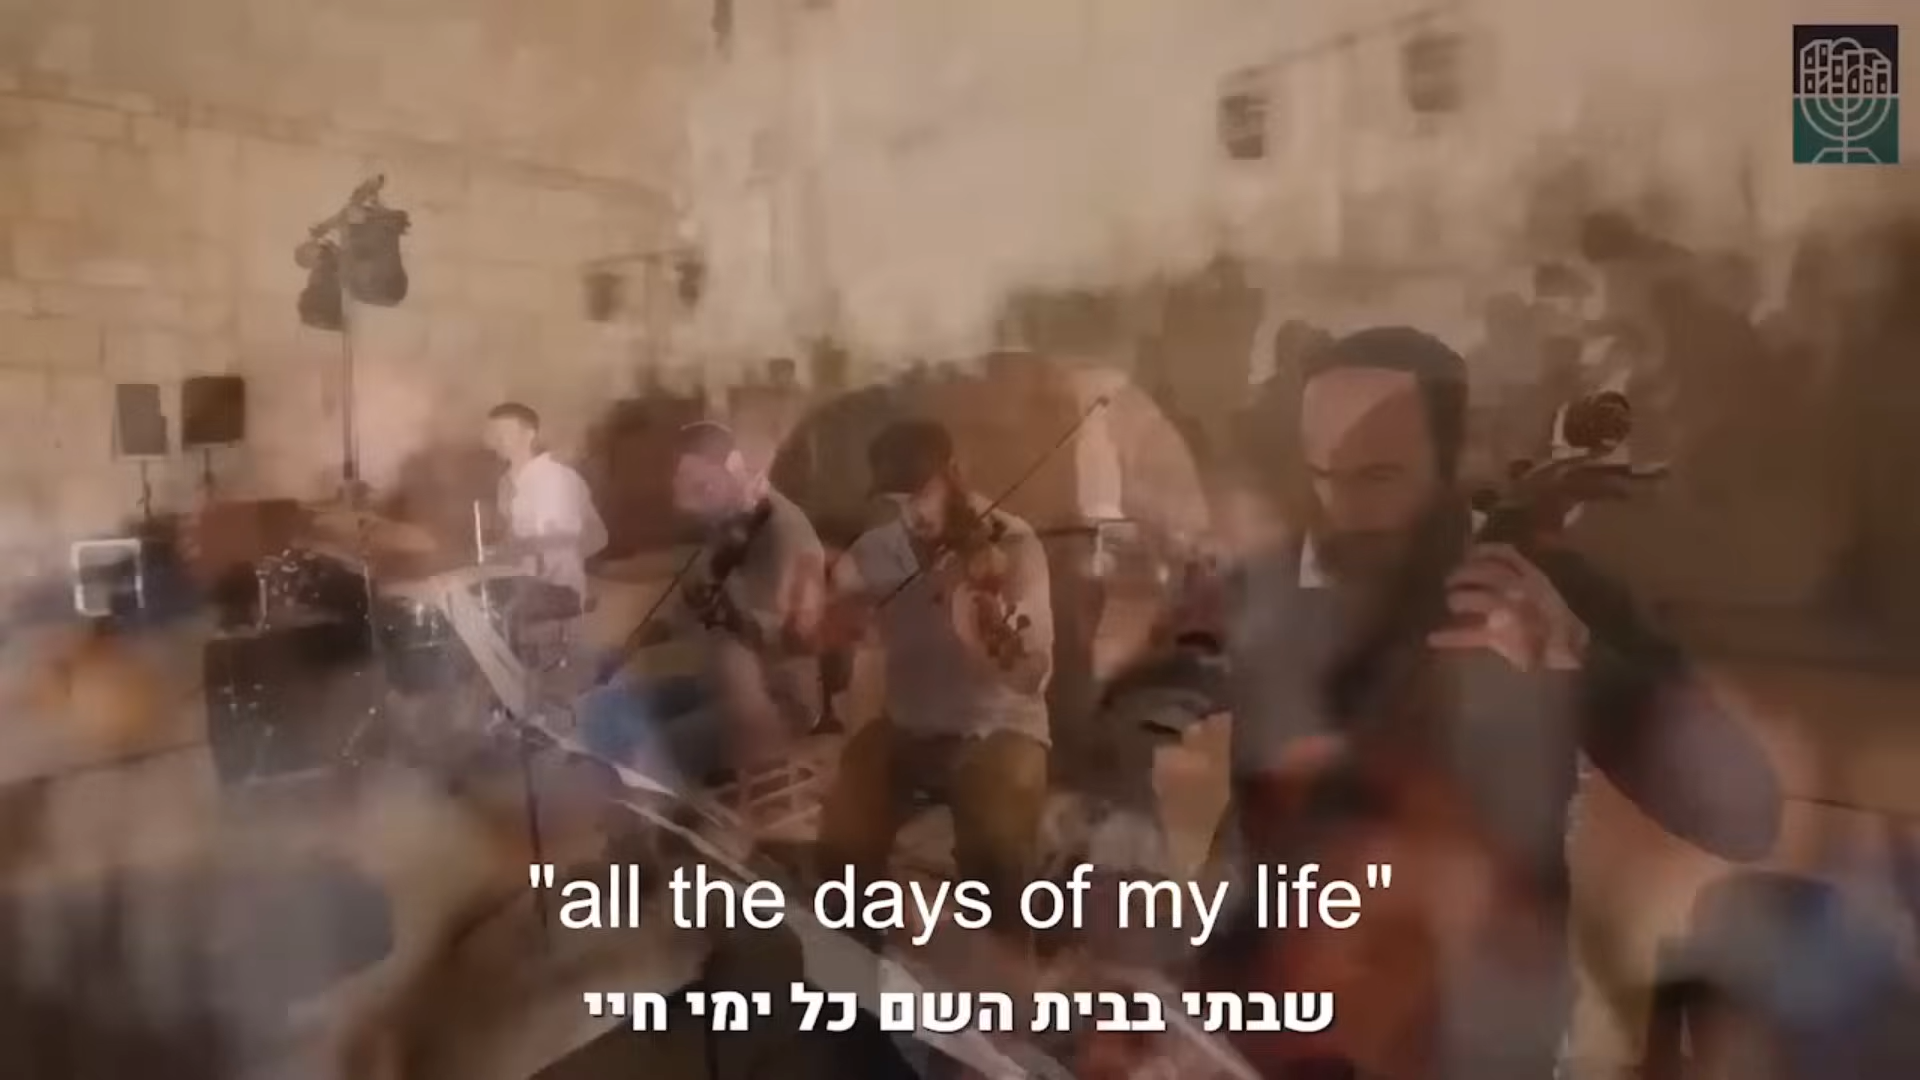 "all the days of my life"
שבתי בבית השם כל ימי חיי